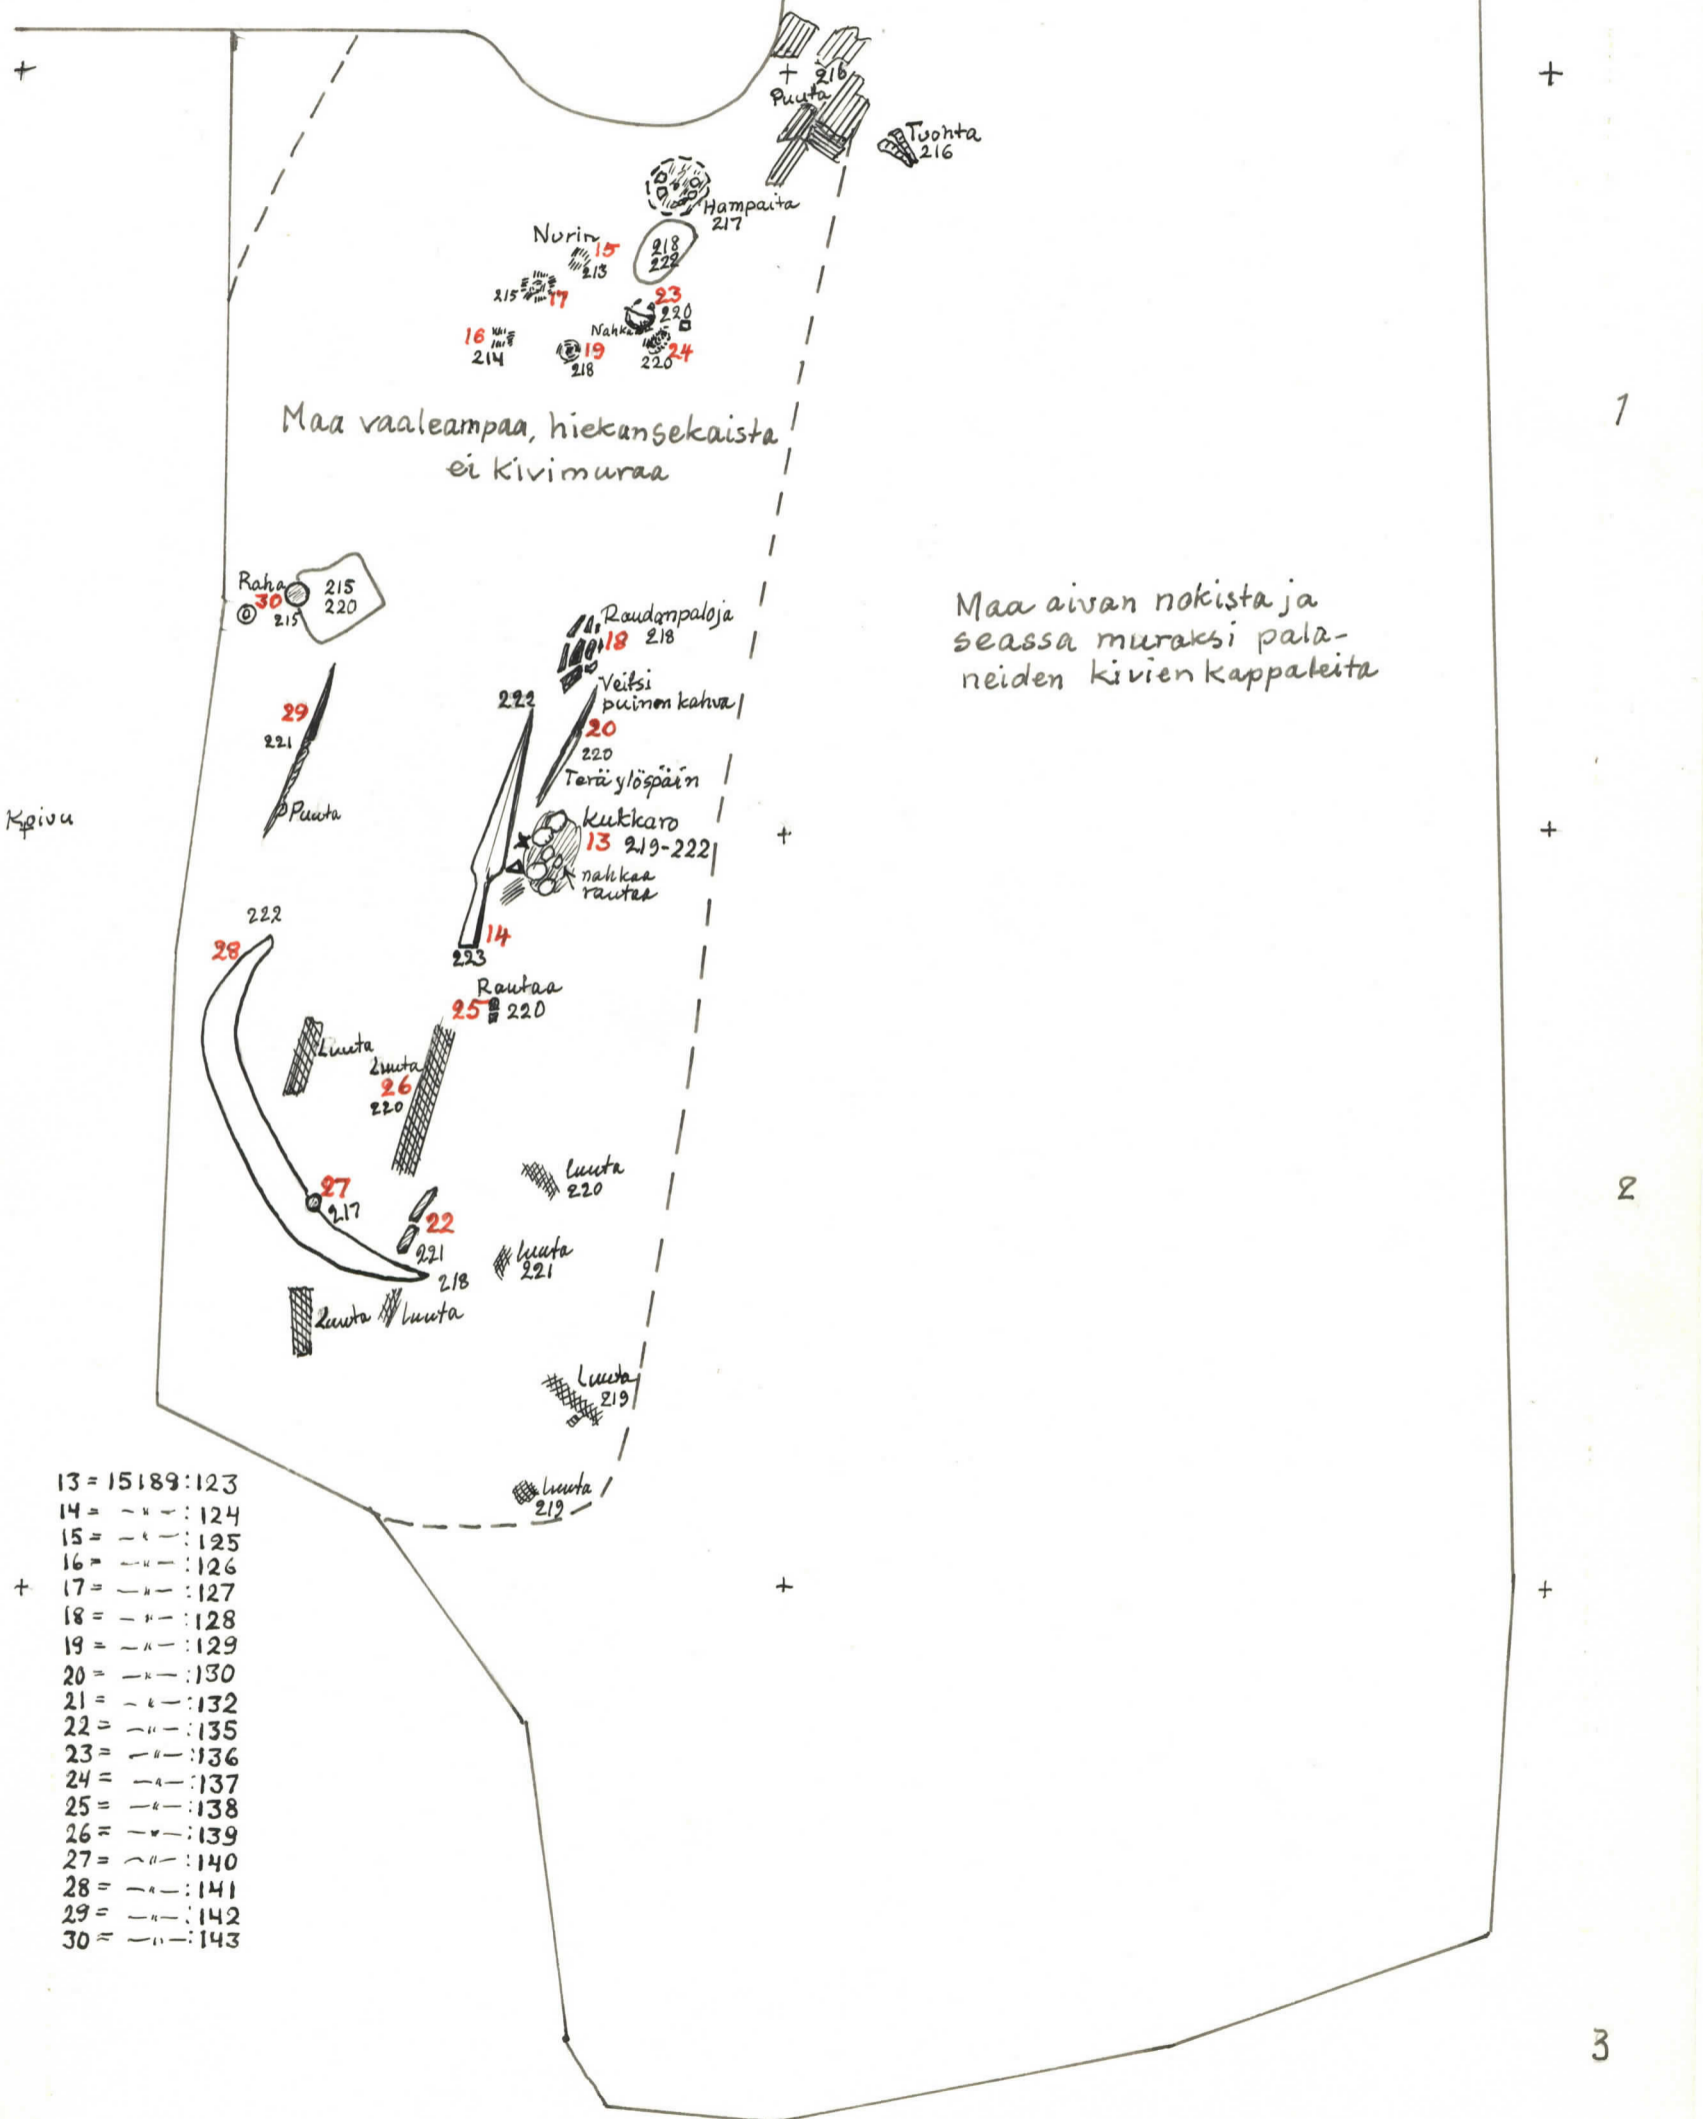 216
Puuta
Tuohta
216
Hampaita
217
Nurin
15
213
218
222
215
17
23
220
Nahkaa
16
214
19
218
220
24
Maa vaaleampaa, hiekansekaista
ei kivimuraa
1
Raha
30
215
215
220
Maa aivan nokista ja
seassa muraksi pala-
neiden kivien kappaleita
Raudanpaloja
18
218
Veitsi
puinen kahva
20
220
Terä ylöspäin
222
29
221
Puuta
Koivu
Kukkaro
13 219-222
nahkaa
rautaa
14
223
222
28
Rautaa
25 220
Luuta
Luuta
26
220
27
217
22
221
218
luuta
220
luuta
221
2
Luuta
luuta
Luuta
219
luuta
219
13 = 15189:123
14 = -"- :124
15 = -"- :125
16 = -"- :126
17 = -"- :127
18 = -"- :128
19 = -"- :129
20 = -"- :130
21 = -"- :132
22 = -"- :135
23 = -"- :136
24 = -"- :137
25 = -"- :138
26 = -"- :139
27 = -"- :140
28 = -"- :141
29 = -"- :142
30 = -"- :143
3